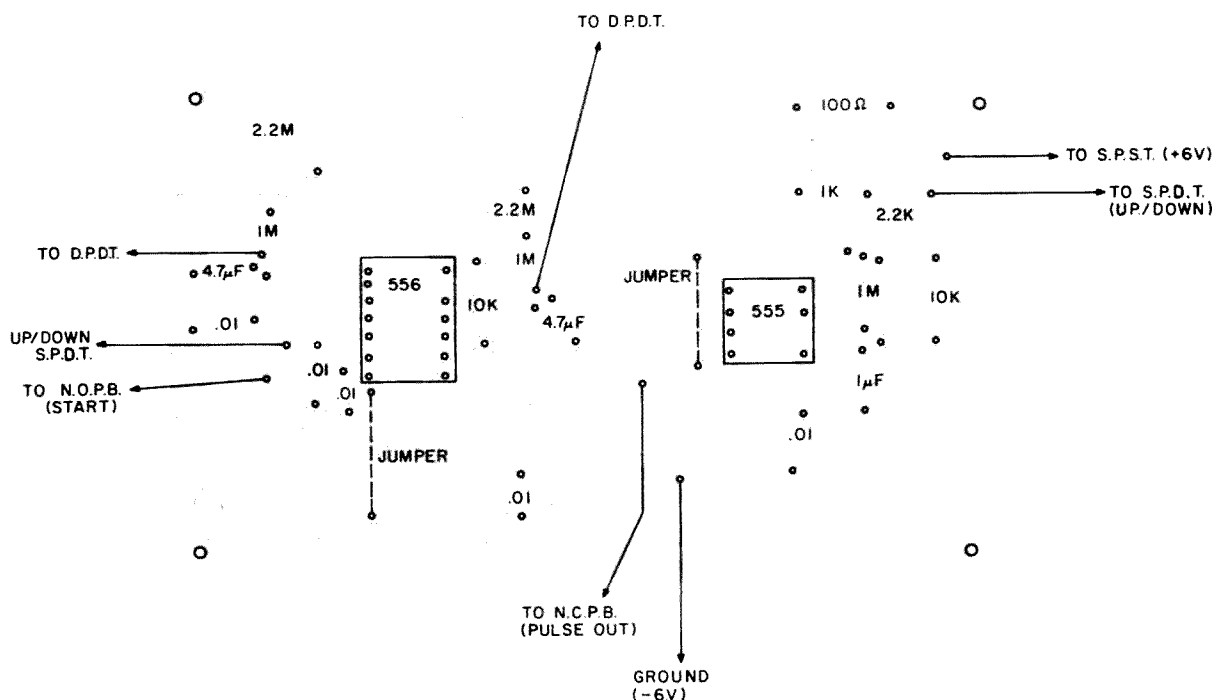 TO D.P.D.T.
100Ω
2.2M
TO S.P.S.T. (+6V)
1K
TO S.P.D.T.
(UP/DOWN)
2.2K
2.2M
1M
TO D.P.D.T.
4.7µF
556
1M
JUMPER
10K
4.7µF
555
1M
10K
.01
UP/DOWN
S.P.D.T.
.01
TO N.O.P.B.
(START)
.01
1µF
.01
JUMPER
.01
TO N.C.P.B.
(PULSE OUT)
GROUND
(-6V)